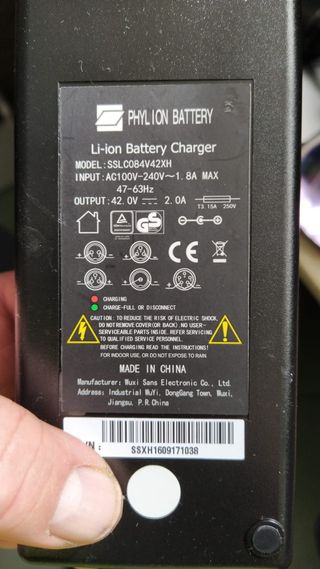 PHYLION BATTERY
Li-ion Battery Charger
MODEL:SSLC084V42XH
INPUT:AC100V-240V~1.8A MAX
47-63Hz
OUTPUT:42.0V⎓2.0A
T3.15A 250V
CHARGING
CHARGE-FULL OR DISCONNECT
CAUTION: TO REDUCE THE RISK OF ELECTRIC SHOCK,
DO NOT REMOVE COVER(OR BACK). NO USER-
SERVICEABLE PARTS INSIDE. REFER SERVICING
TO QUALIFIED SERVICE PERSONNEL.
BEFORE CHARGING READ THE INSTRUCTIONS!
FOR INDOOR USE, OR DO NOT EXPOSE TO RAIN
MADE IN CHINA
Manufacturer: Wuxi Sans Electronic Co., Ltd.
Address: Industrial WuYi, DongGang Town, Wuxi,
Jiangsu, P.R.China
SSXH1609171038